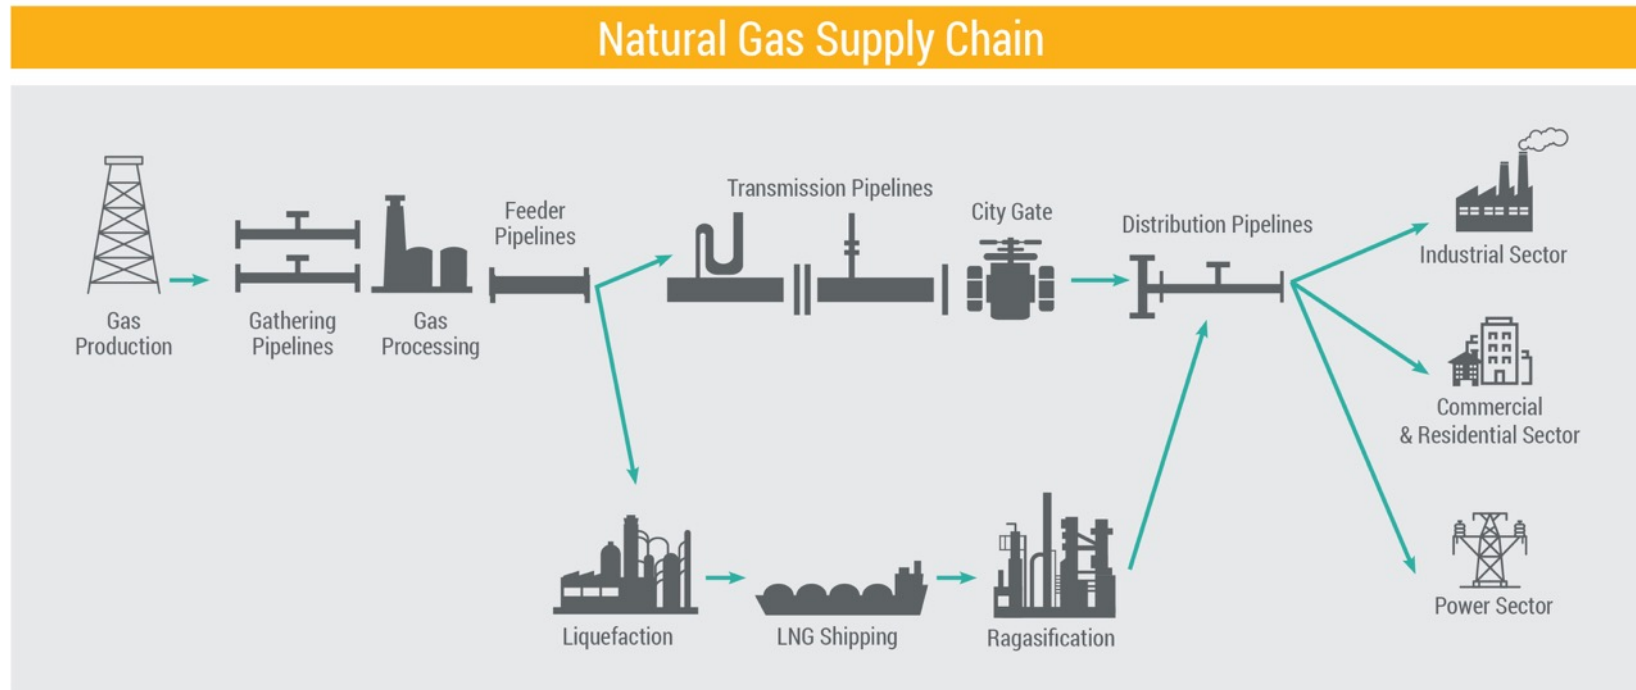 Natural Gas Supply Chain
Gas
Production
Gathering
Pipelines
Gas
Processing
Feeder
Pipelines
Transmission Pipelines
City Gate
Distribution Pipelines
Industrial Sector
Commercial
& Residential Sector
Power Sector
Liquefaction
LNG Shipping
Ragasification